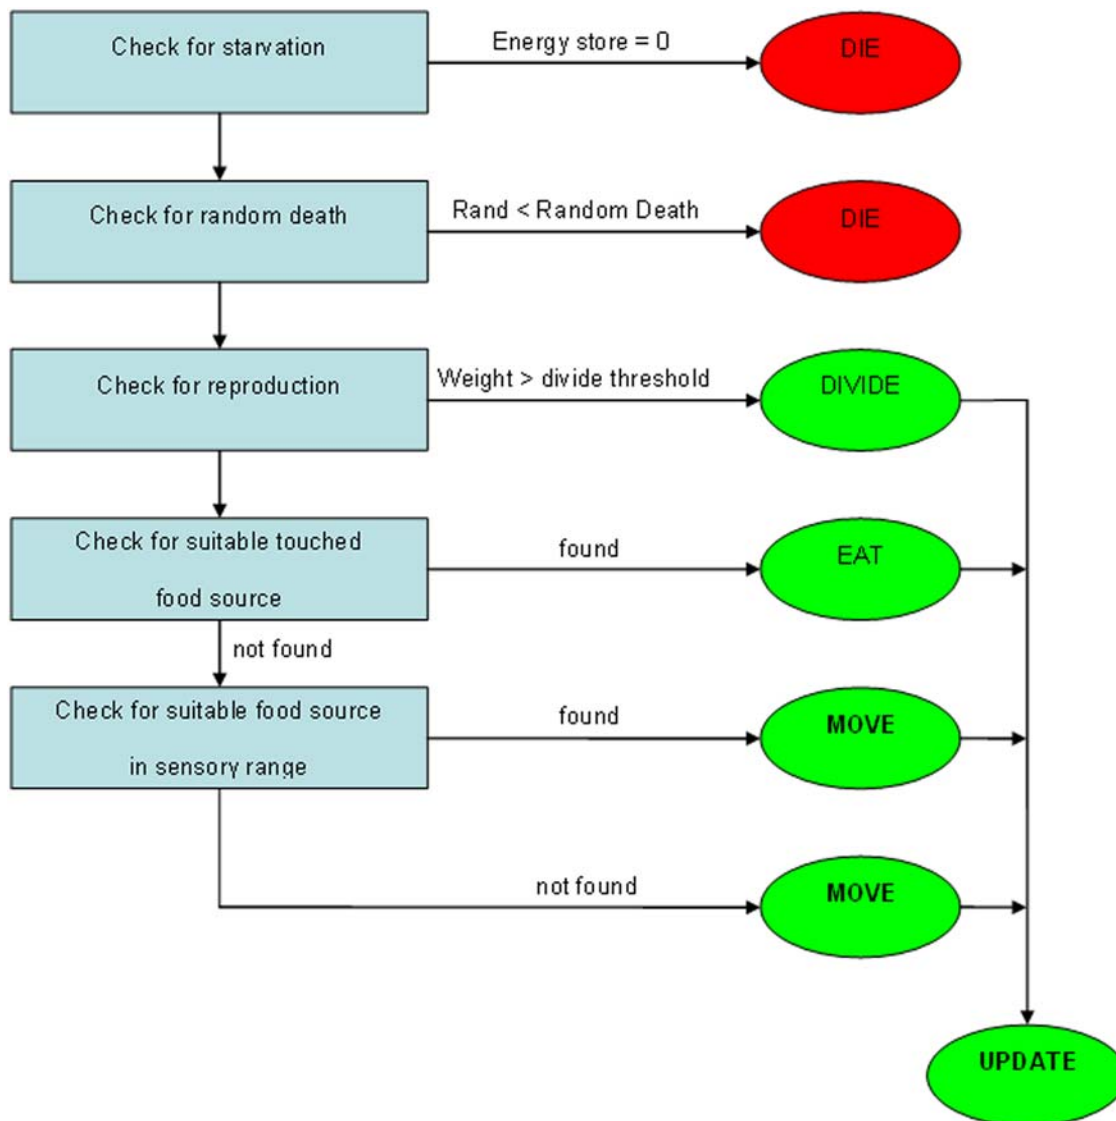 Check for starvation
Energy store = 0
DIE
Check for random death
Rand < Random Death
DIE
Check for reproduction
Weight > divide threshold
DIVIDE
Check for suitable touched
food source
found
EAT
not found
Check for suitable food source
in sensory range
found
MOVE
not found
MOVE
UPDATE